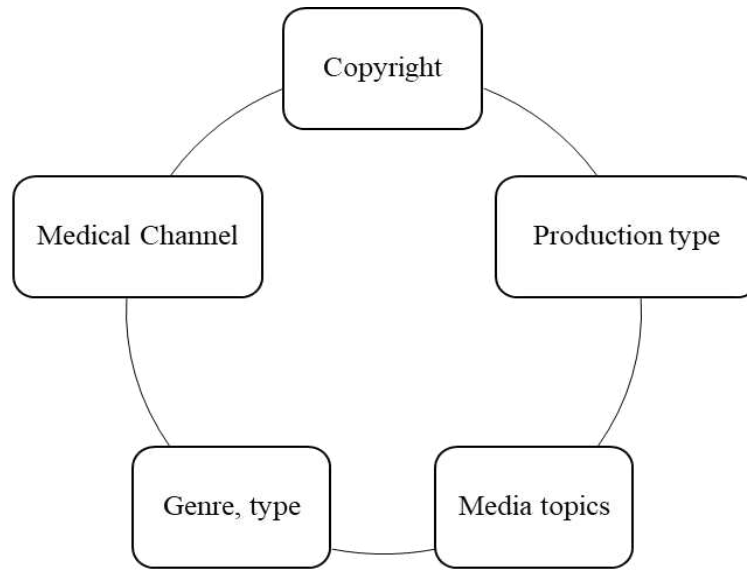 Copyright
Medical Channel
Production type
Genre, type
Media topics